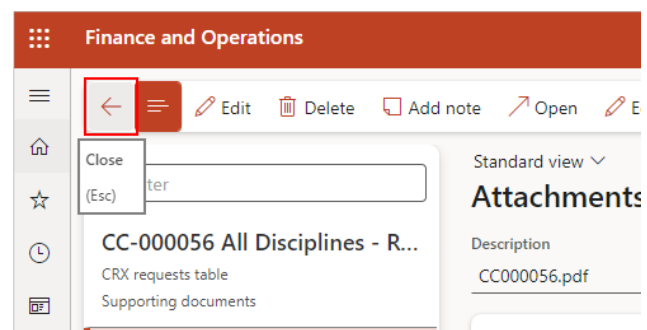 Finance and Operations
Edit Delete Add note Open E
Close
(Esc)
ter
Standard view
Attachments
CC-000056 All Disciplines - R...
CRX requests table
Supporting documents
Description
CC000056.pdf